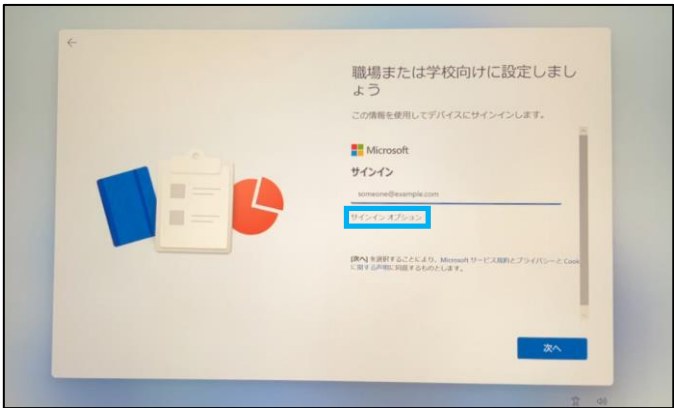 職場または学校向けに設定しまし
ょう
この情報を使用してデバイスにサインインします。
Microsoft
サインイン
someone@example.com
サインイン オプション
[次へ] を選択することにより、Microsoft サービス規約とプライバシーと Cook
に関する声明に同意するものとします。
次へ